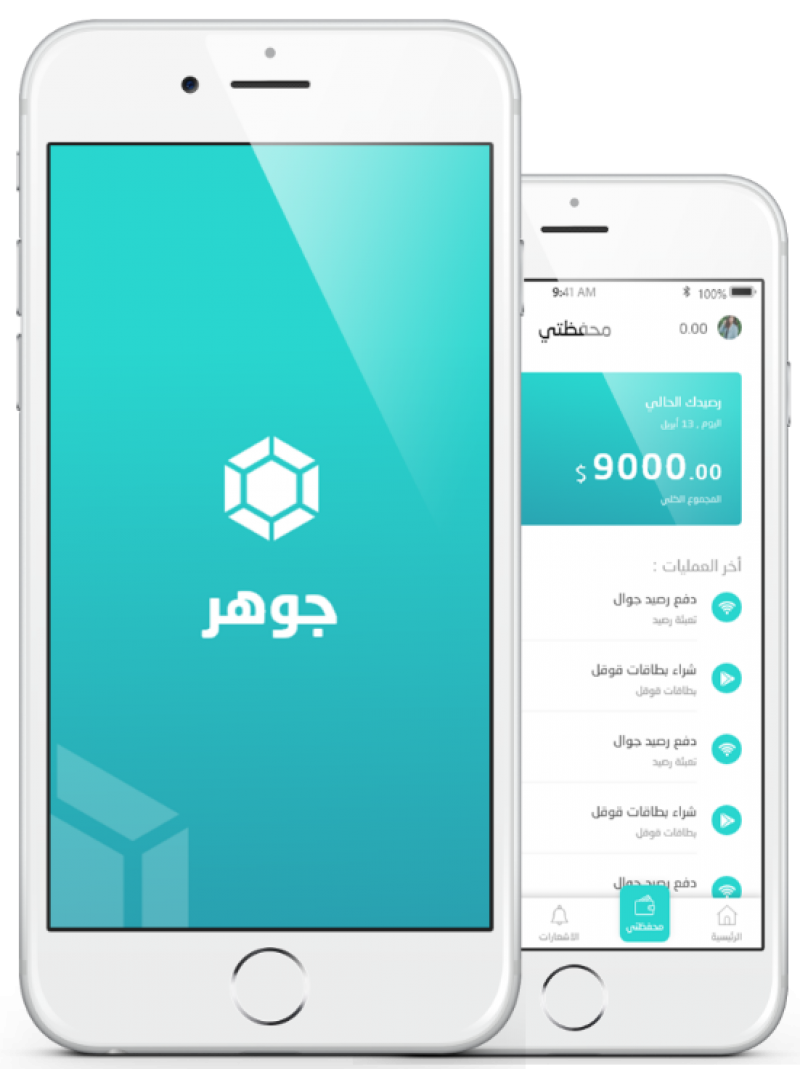 جوهر
9:41 AM
100%
محفظتي
0.00
رصيدك الحالي
اليوم , 13 أبريل
$ 9000.00
المجموع الكلي
أخر العمليات :
دفع رصيد جوال
تعبئة رصيد
شراء بطاقات قوقل
بطاقات قوقل
دفع رصيد جوال
تعبئة رصيد
شراء بطاقات قوقل
بطاقات قوقل
دفع رصيد جوال
الرئيسية
محفظتي
الاشعارات